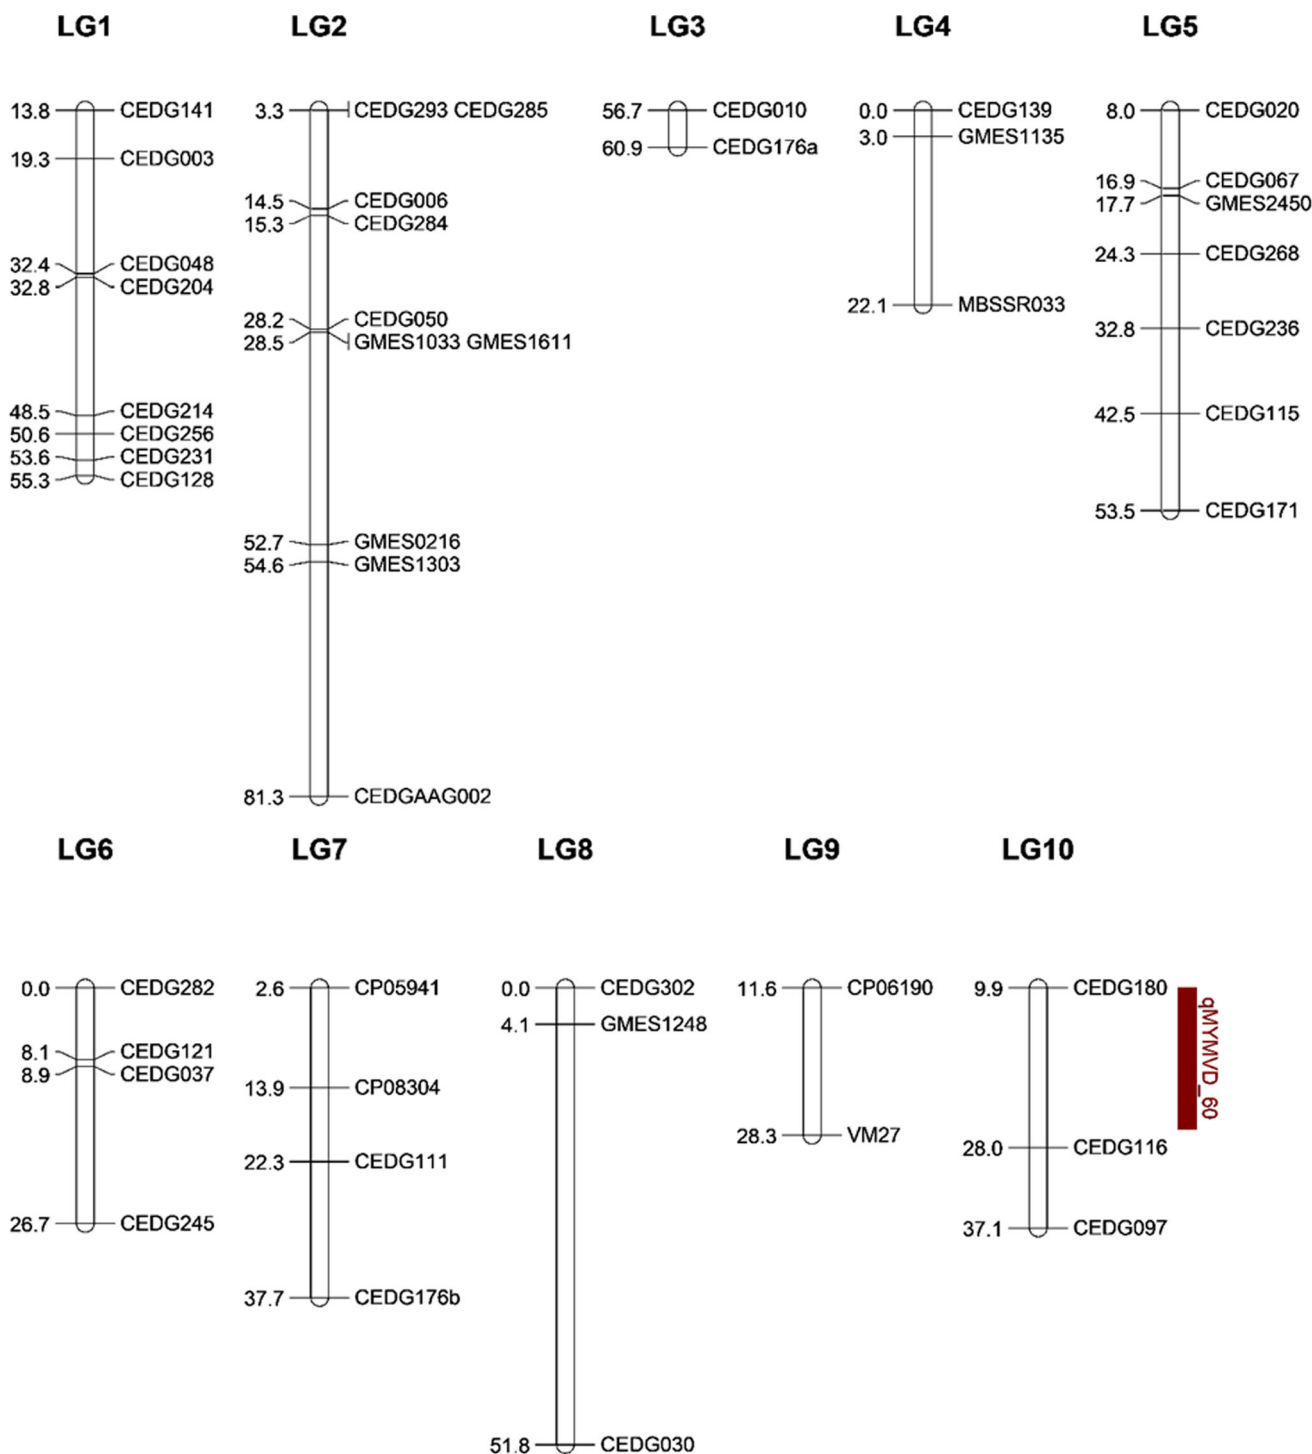 LG1 LG2 LG3 LG4 LG5
13.8 CEDG141
19.3 CEDG003
32.4 CEDG048
32.8 CEDG204
48.5 CEDG214
50.6 CEDG256
53.6 CEDG231
55.3 CEDG128
3.3 CEDG293 CEDG285
14.5 CEDG006
15.3 CEDG284
28.2 CEDG050
28.5 GMES1033 GMES1611
52.7 GMES0216
54.6 GMES1303
81.3 CEDGAAG002
56.7 CEDG010
60.9 CEDG176a
0.0 CEDG139
3.0 GMES1135
22.1 MBSSR033
8.0 CEDG020
16.9 CEDG067
17.7 GMES2450
24.3 CEDG268
32.8 CEDG236
42.5 CEDG115
53.5 CEDG171
LG6 LG7 LG8 LG9 LG10
0.0 CEDG282
8.1 CEDG121
8.9 CEDG037
26.7 CEDG245
2.6 CP05941
13.9 CP08304
22.3 CEDG111
37.7 CEDG176b
0.0 CEDG302
4.1 GMES1248
51.8 CEDG030
11.6 CP06190
28.3 VM27
9.9 CEDG180
28.0 CEDG116
37.1 CEDG097
qMYMVD_60